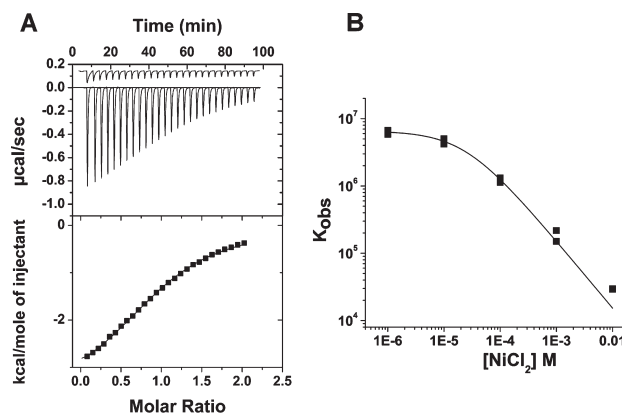 A
Time (min)
0 20 40 60 80 100
0.2
0.0
-0.2
-0.4
-0.6
-0.8
-1.0
µcal/sec
0
-2
kcal/mole of injectant
0.0 0.5 1.0 1.5 2.0 2.5
Molar Ratio
B
10⁷
10⁶
10⁵
10⁴
Kobs
1E-6 1E-5 1E-4 1E-3 0.01
[NiCl₂] M